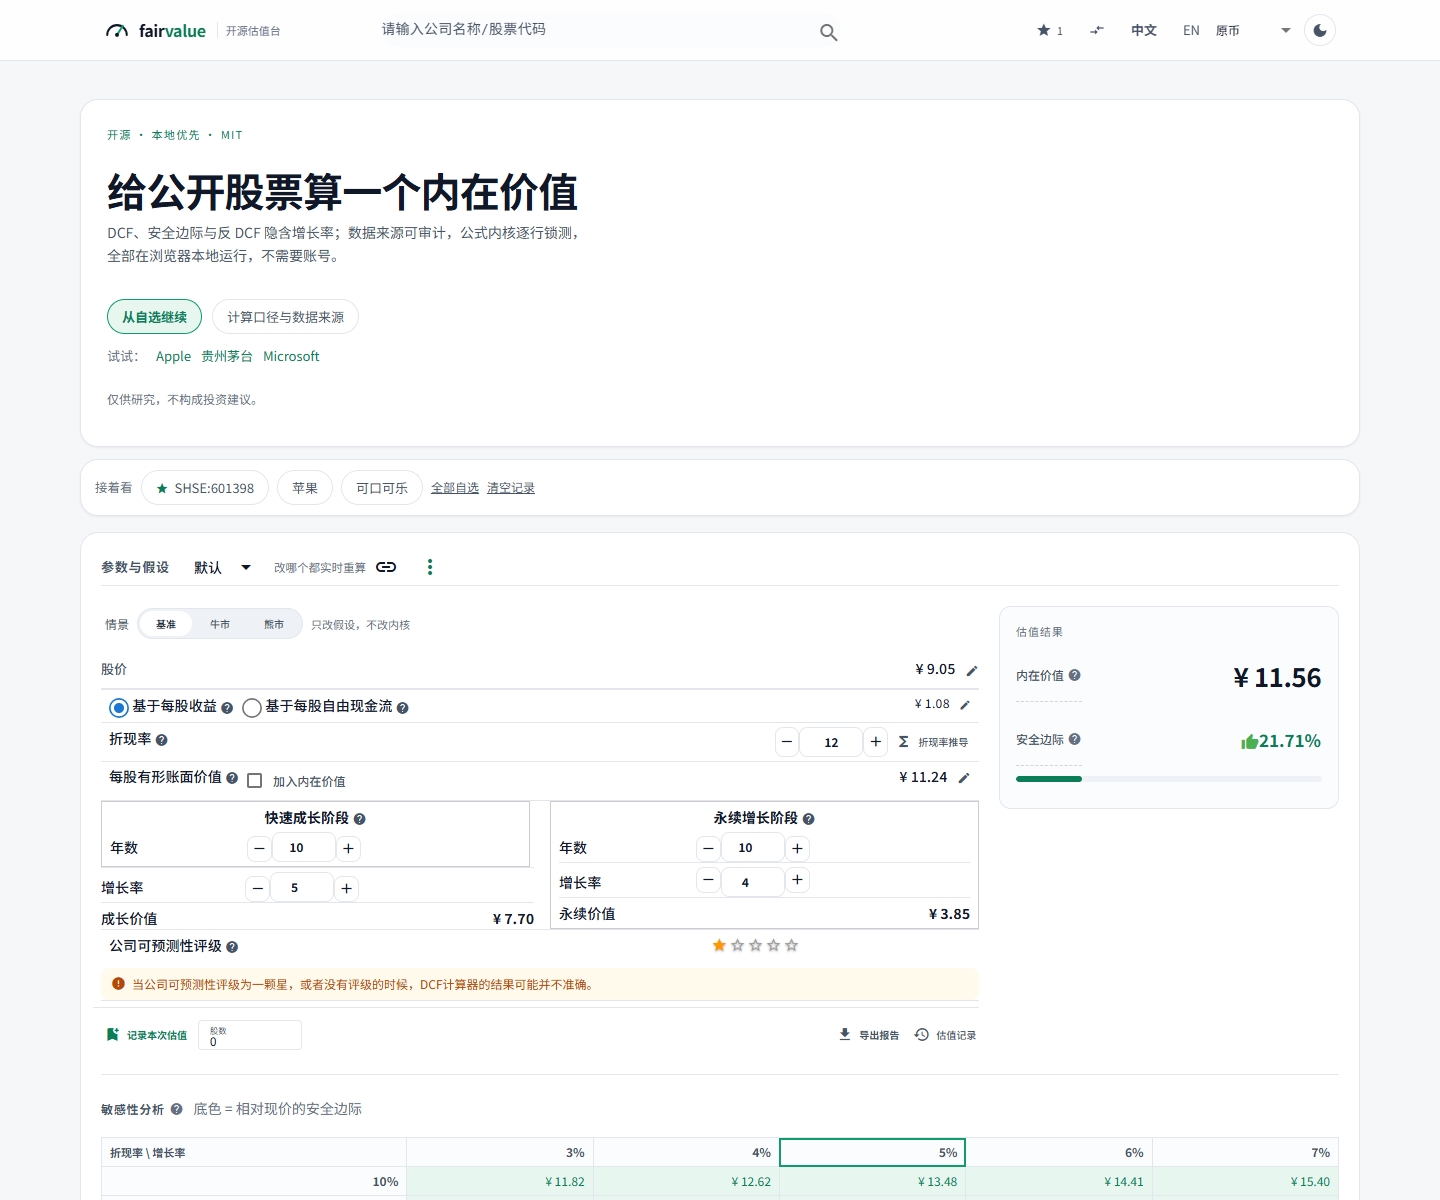 fairvalue 开源估值台 请输入公司名称/股票代码 1 中文 EN 原币
开源 · 本地优先 · MIT
给公开股票算一个内在价值
DCF、安全边际与反 DCF 隐含增长率；数据来源可审计，公式内核逐行锁测，
全部在浏览器本地运行，不需要账号。
从自选继续 计算口径与数据来源
试试： Apple 贵州茅台 Microsoft
仅供研究，不构成投资建议。
接着看 SHSE:601398 苹果 可口可乐 全部自选 清空记录
参数与假设 默认 改哪个都实时重算
情景 基准 牛市 熊市 只改假设，不改内核
股价 ¥ 9.05
基于每股收益 基于每股自由现金流 ¥ 1.08
折现率 12 折现率推导
每股有形账面价值 加入内在价值 ¥ 11.24
快速成长阶段
年数 10
增长率 5
成长价值 ¥ 7.70
永续增长阶段
年数 10
增长率 4
永续价值 ¥ 3.85
公司可预测性评级
当公司可预测性评级为一颗星，或者没有评级的时候，DCF计算器的结果可能并不准确。
记录本次估值 股数 0 导出报告 估值记录
估值结果
内在价值 ¥ 11.56
安全边际 21.71%
敏感性分析 底色 = 相对现价的安全边际
折现率 \ 增长率 3% 4% 5% 6% 7%
10% ¥ 11.82 ¥ 12.62 ¥ 13.48 ¥ 14.41 ¥ 15.40